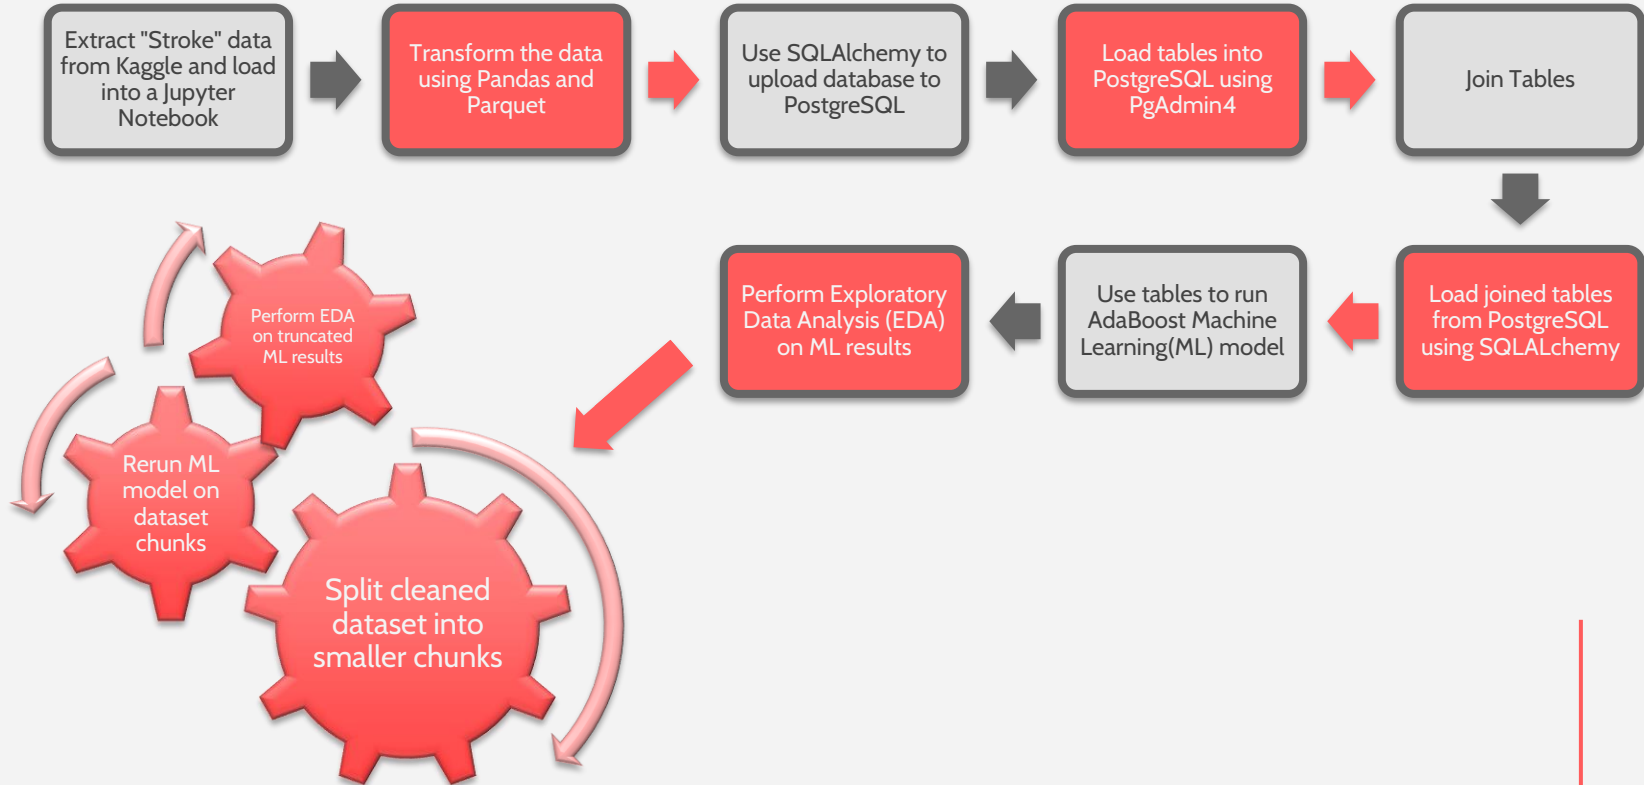 Extract "Stroke" data
from Kaggle and load
into a Jupyter
Notebook
Transform the data
using Pandas and
Parquet
Use SQLAlchemy to
upload database to
PostgreSQL
Load tables into
PostgreSQL using
PgAdmin4
Join Tables
Load joined tables
from PostgreSQL
using SQLALchemy
Use tables to run
AdaBoost Machine
Learning(ML) model
Perform Exploratory
Data Analysis (EDA)
on ML results
Split cleaned
dataset into
smaller chunks
Rerun ML
model on
dataset
chunks
Perform EDA
on truncated
ML results